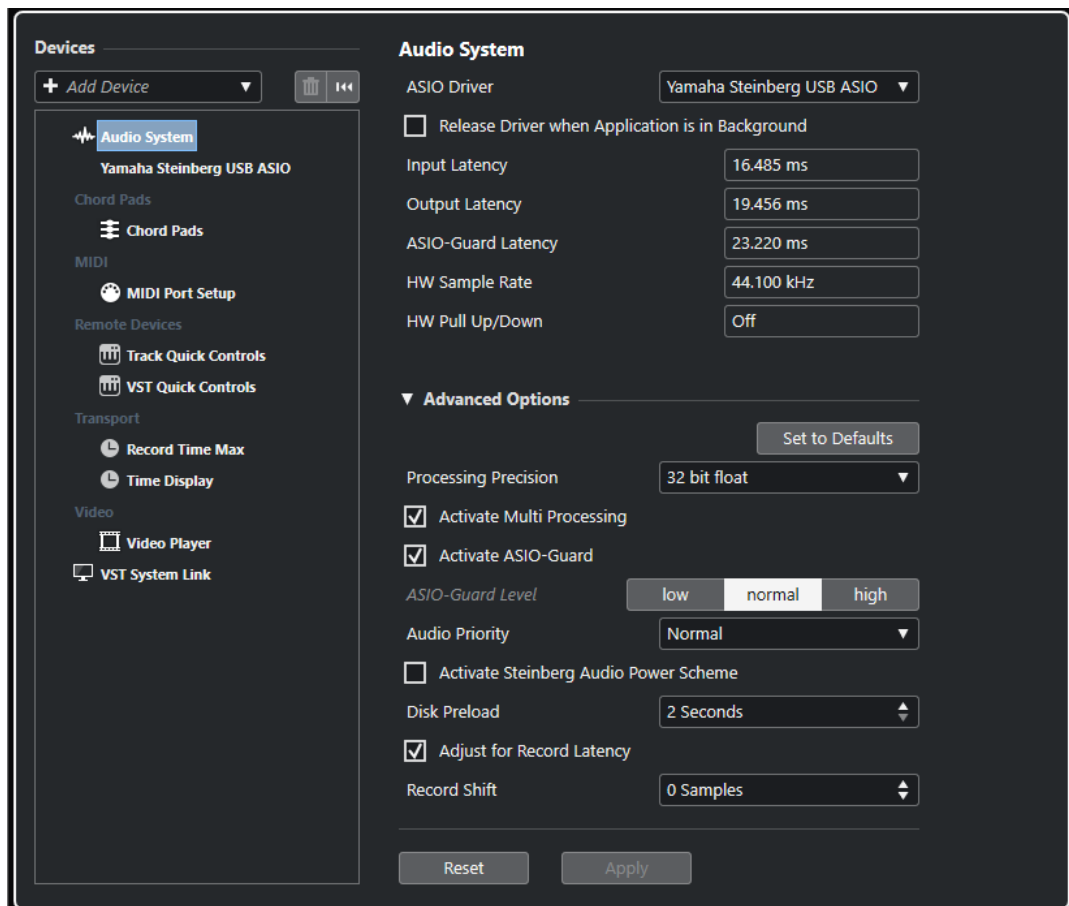 Devices
Add Device
Audio System
Yamaha Steinberg USB ASIO
Chord Pads
Chord Pads
MIDI
MIDI Port Setup
Remote Devices
Track Quick Controls
VST Quick Controls
Transport
Record Time Max
Time Display
Video
Video Player
VST System Link
Audio System
ASIO Driver Yamaha Steinberg USB ASIO
Release Driver when Application is in Background
Input Latency 16.485 ms
Output Latency 19.456 ms
ASIO-Guard Latency 23.220 ms
HW Sample Rate 44.100 kHz
HW Pull Up/Down Off
Advanced Options
Set to Defaults
Processing Precision 32 bit float
Activate Multi Processing
Activate ASIO-Guard
ASIO-Guard Level low normal high
Audio Priority Normal
Activate Steinberg Audio Power Scheme
Disk Preload 2 Seconds
Adjust for Record Latency
Record Shift 0 Samples
Reset Apply